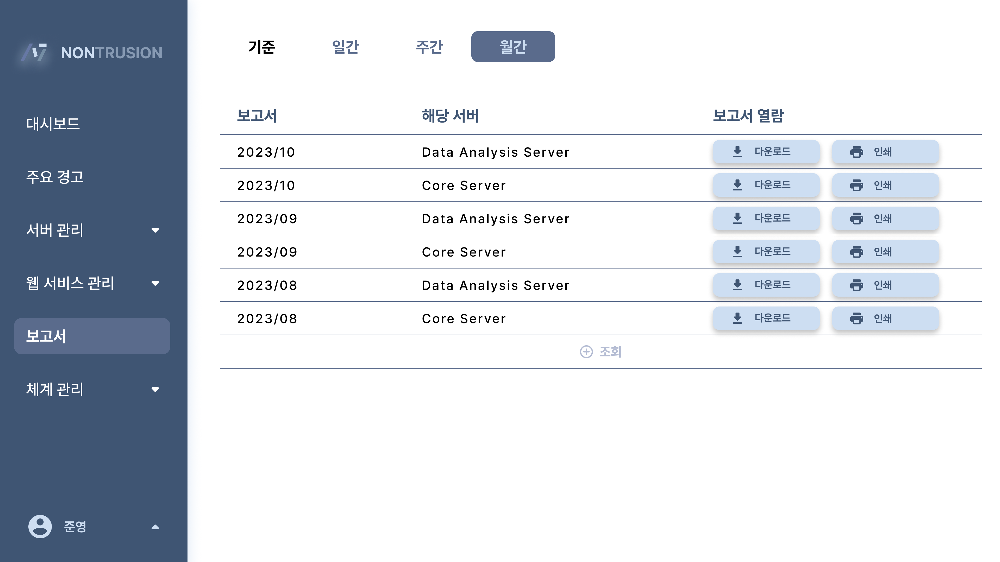 NONTRUSION
대시보드
주요 경고
서버 관리
웹 서비스 관리
보고서
체계 관리
준영
기준 일간 주간 월간
보고서 해당 서버 보고서 열람
2023/10 Data Analysis Server 다운로드 인쇄
2023/10 Core Server 다운로드 인쇄
2023/09 Data Analysis Server 다운로드 인쇄
2023/09 Core Server 다운로드 인쇄
2023/08 Data Analysis Server 다운로드 인쇄
2023/08 Core Server 다운로드 인쇄
조회